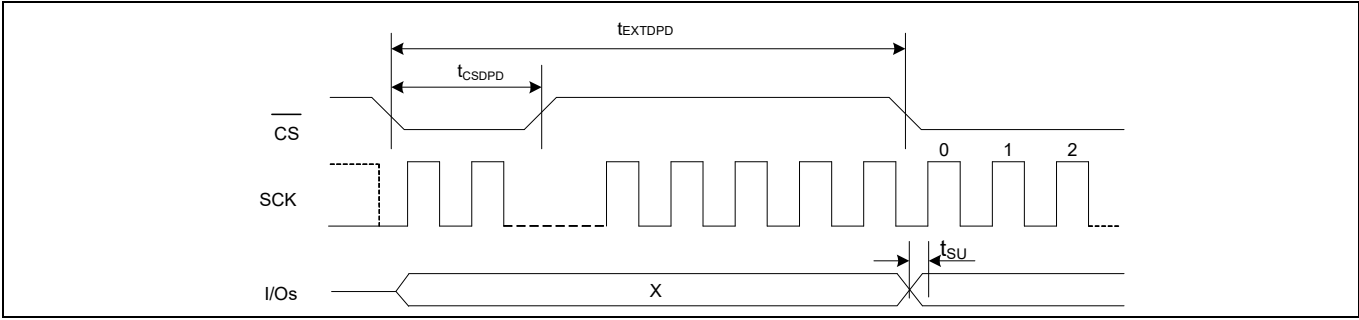 tEXTDPD
tCSDPD
CS
0 1 2
SCK
tSU
I/Os X